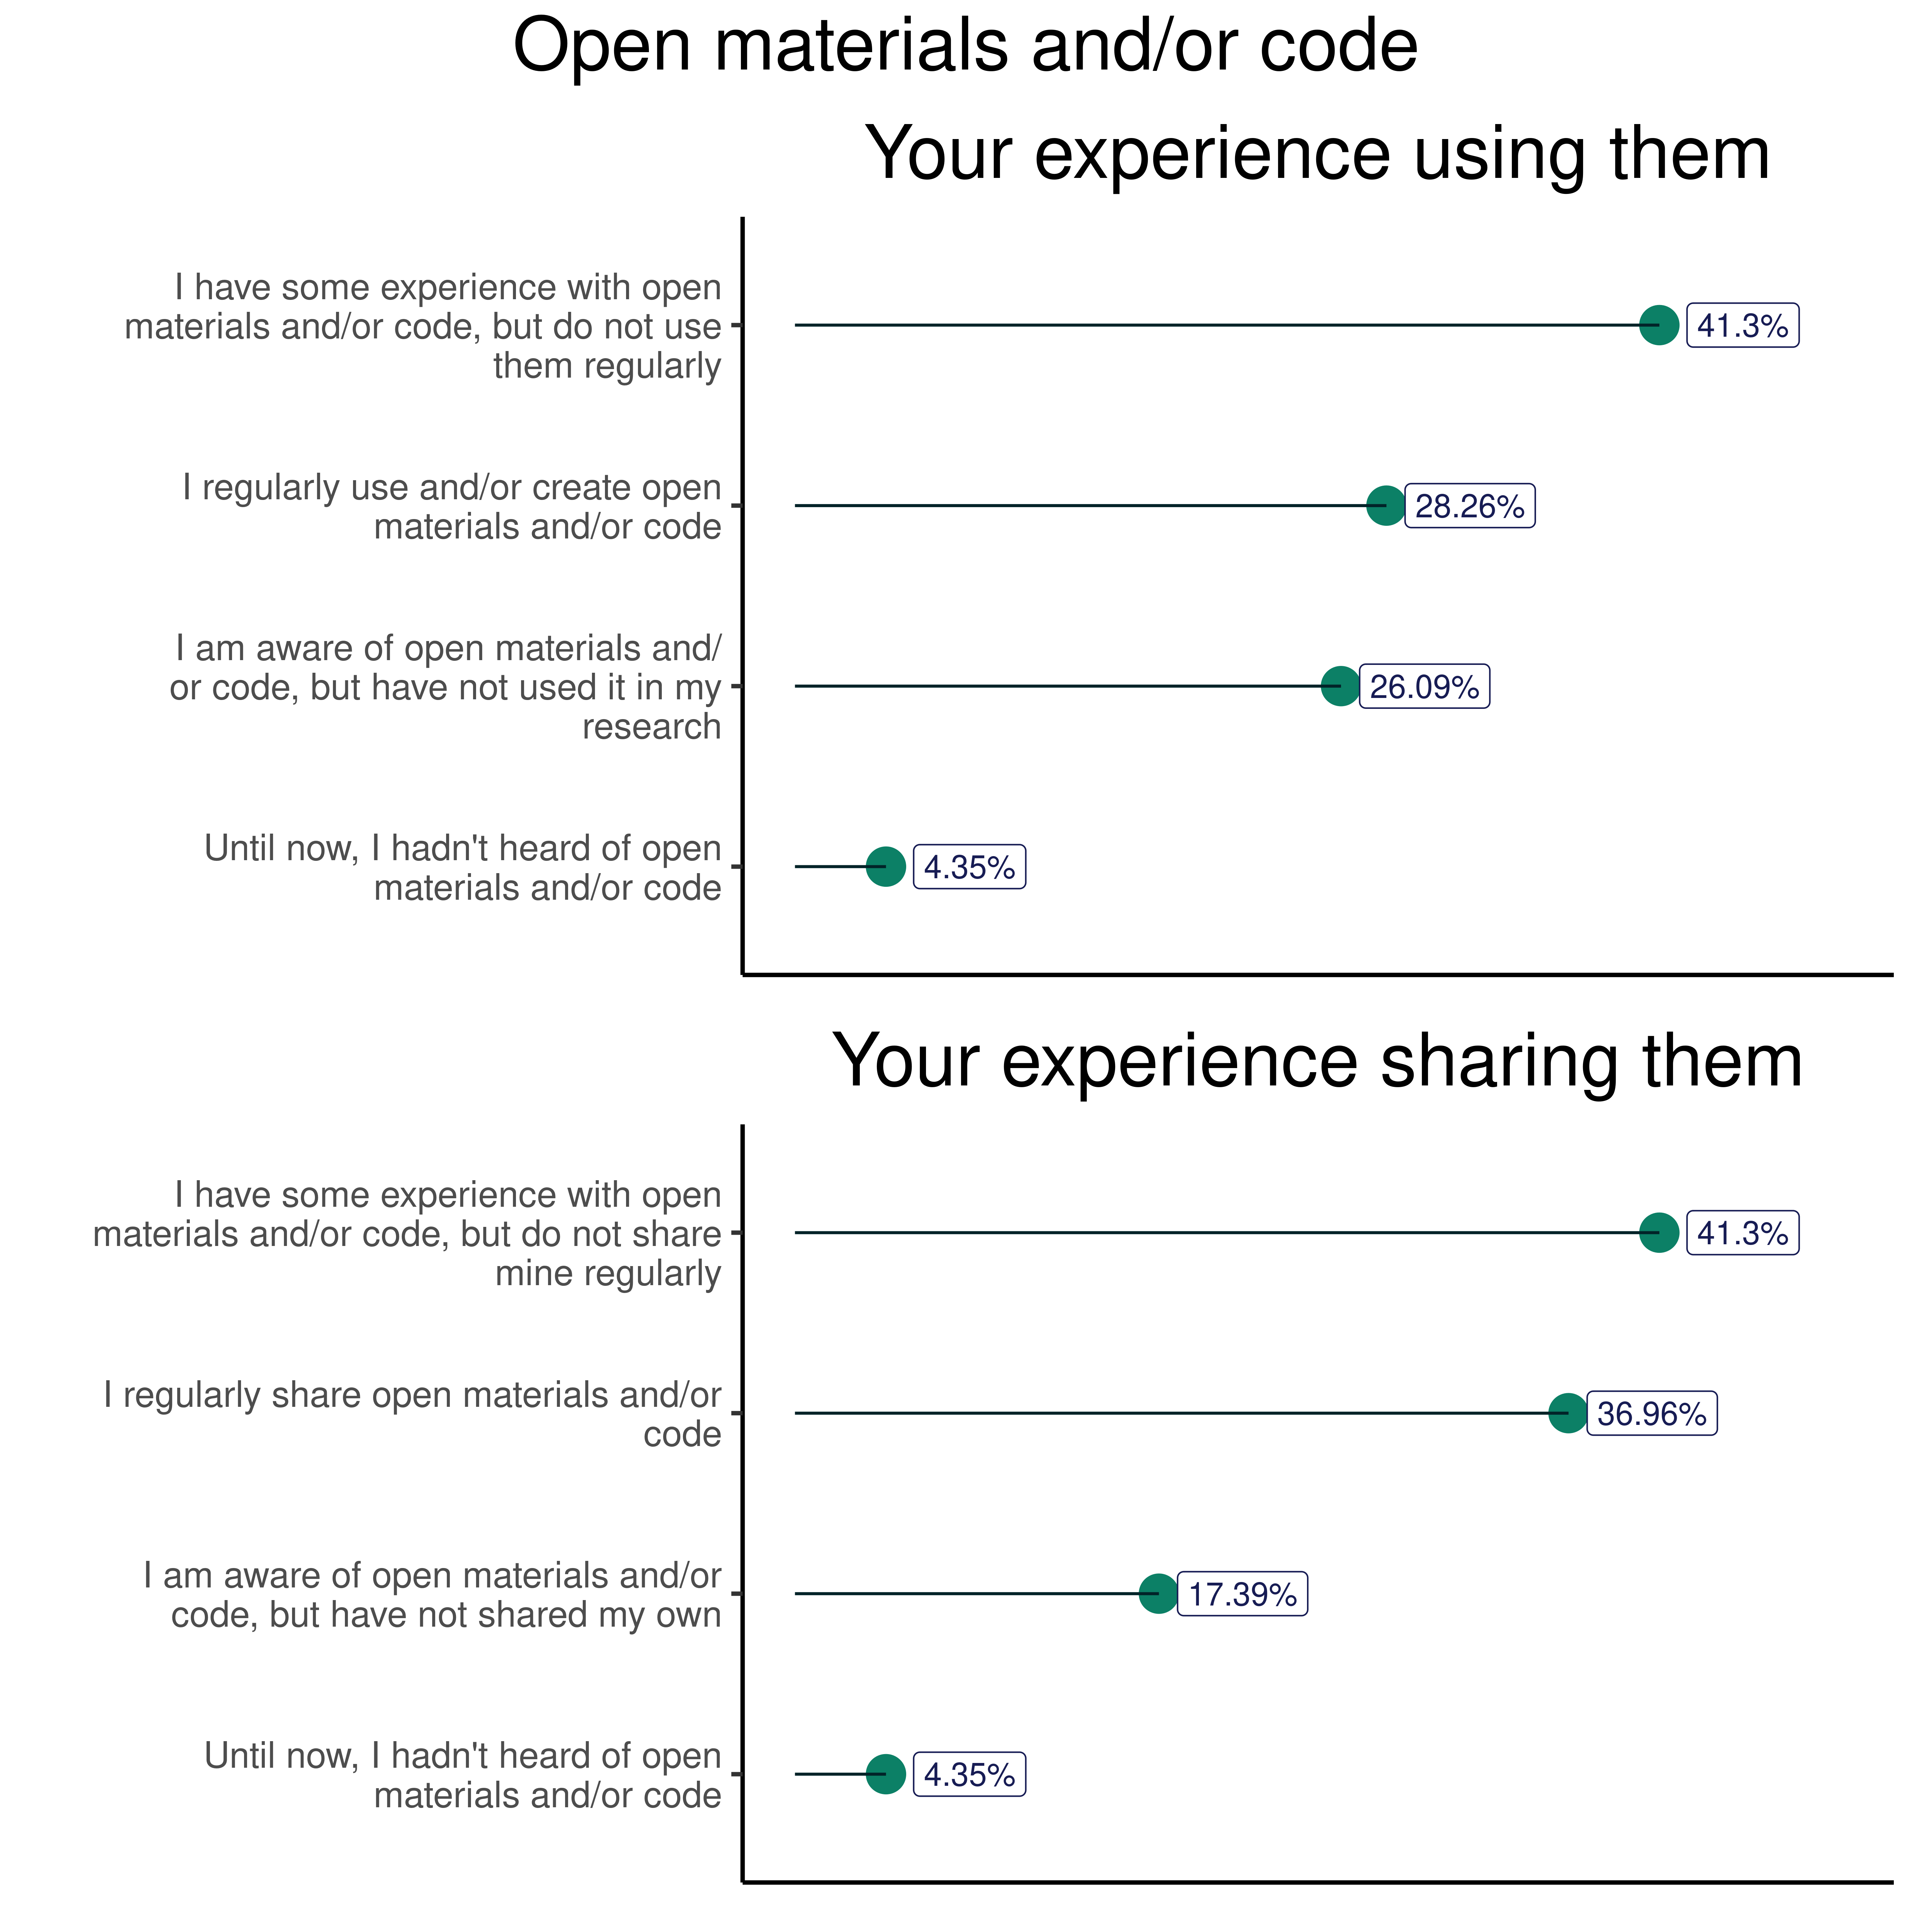 Open materials and/or code
Your experience using them
I have some experience with open
materials and/or code, but do not use
them regularly
41.3%
I regularly use and/or create open
materials and/or code
28.26%
I am aware of open materials and/
or code, but have not used it in my
research
26.09%
Until now, I hadn't heard of open
materials and/or code
4.35%
Your experience sharing them
I have some experience with open
materials and/or code, but do not share
mine regularly
41.3%
I regularly share open materials and/or
code
36.96%
I am aware of open materials and/or
code, but have not shared my own
17.39%
Until now, I hadn't heard of open
materials and/or code
4.35%